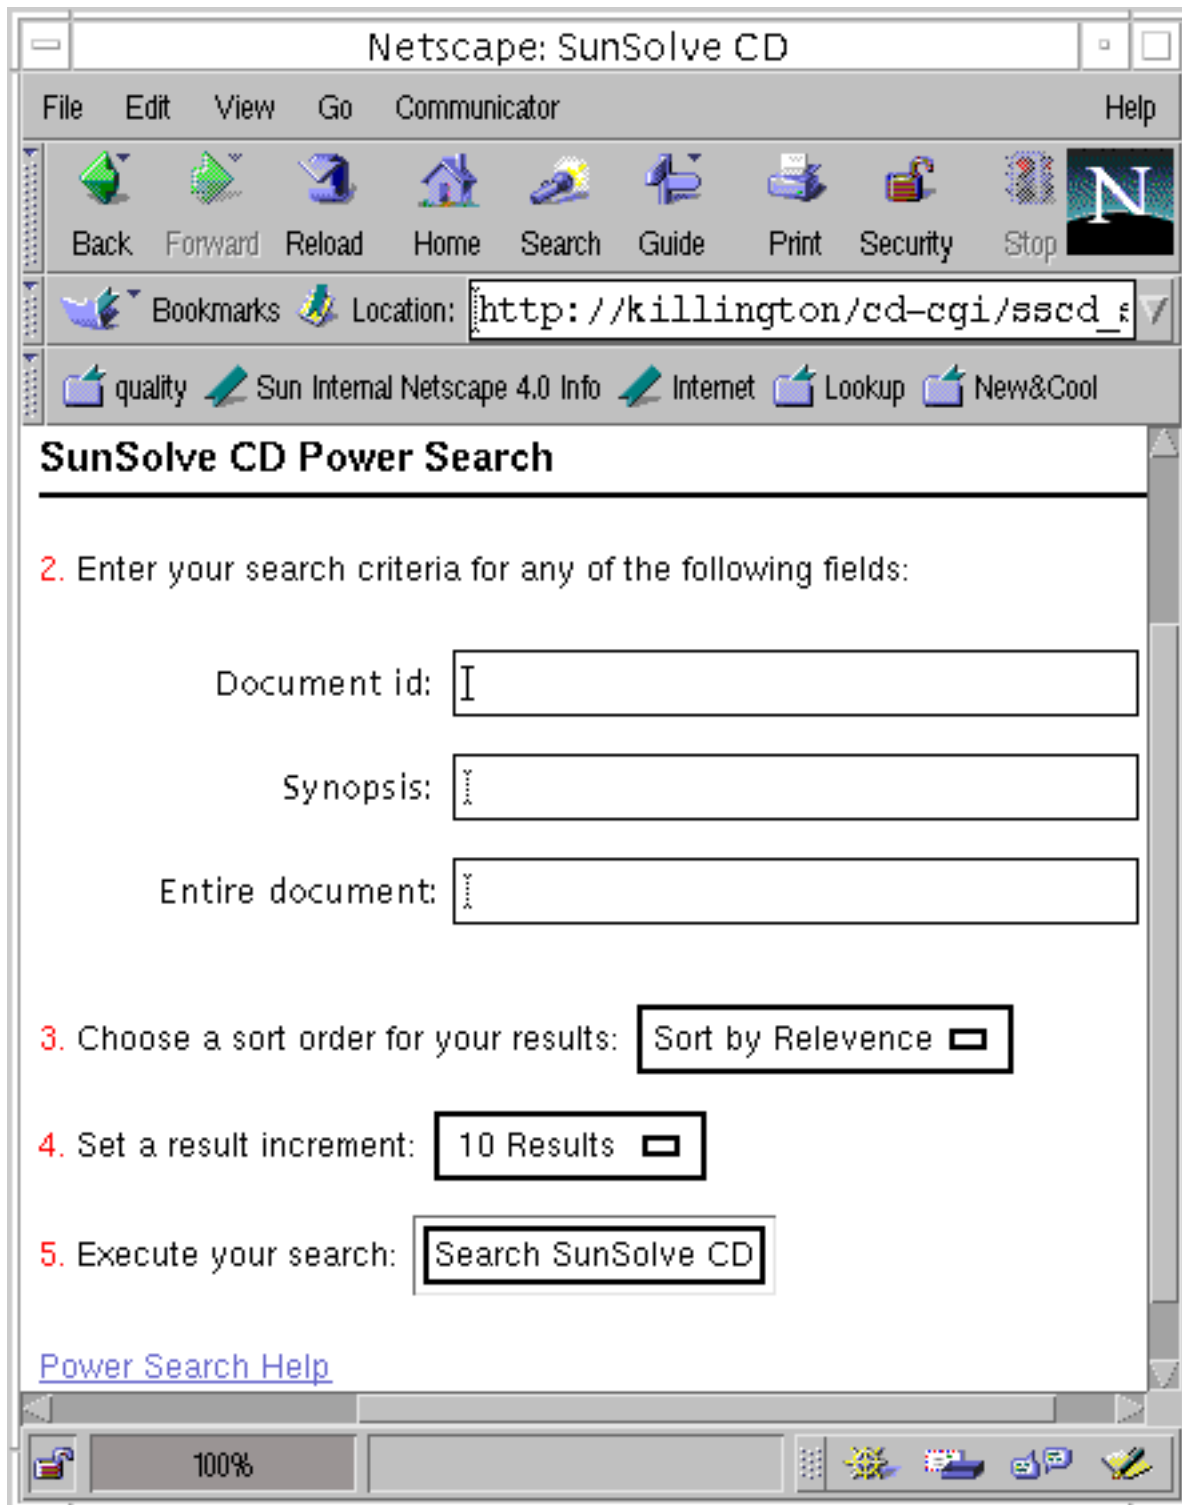 Netscape: SunSolve CD
File Edit View Go Communicator Help
Back Forward Reload Home Search Guide Print Security Stop N
Bookmarks Location: http://killington/cd-cgi/sscd_s
quality Sun Internal Netscape 4.0 Info Internet Lookup New&Cool
SunSolve CD Power Search
2. Enter your search criteria for any of the following fields:
Document id:
Synopsis:
Entire document:
3. Choose a sort order for your results: Sort by Relevence
4. Set a result increment: 10 Results
5. Execute your search: Search SunSolve CD
Power Search Help
100%